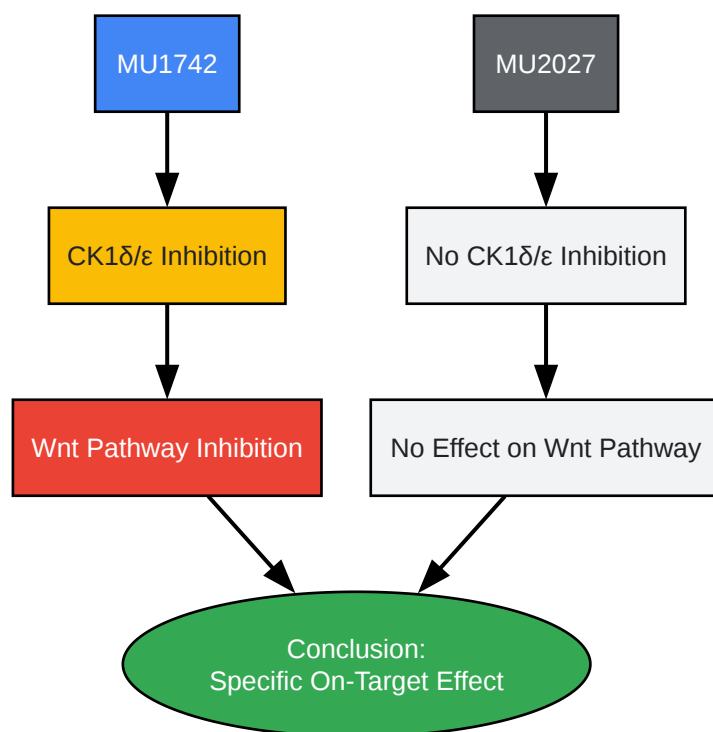 MU1742
MU2027
CK1δ/ε Inhibition
No CK1δ/ε Inhibition
Wnt Pathway Inhibition
No Effect on Wnt Pathway
Conclusion:
Specific On-Target Effect